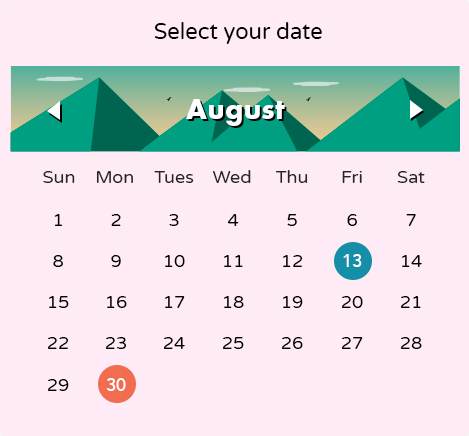 Select your date
August
Sun Mon Tues Wed Thu Fri Sat
1 2 3 4 5 6 7
8 9 10 11 12 13 14
15 16 17 18 19 20 21
22 23 24 25 26 27 28
29 30